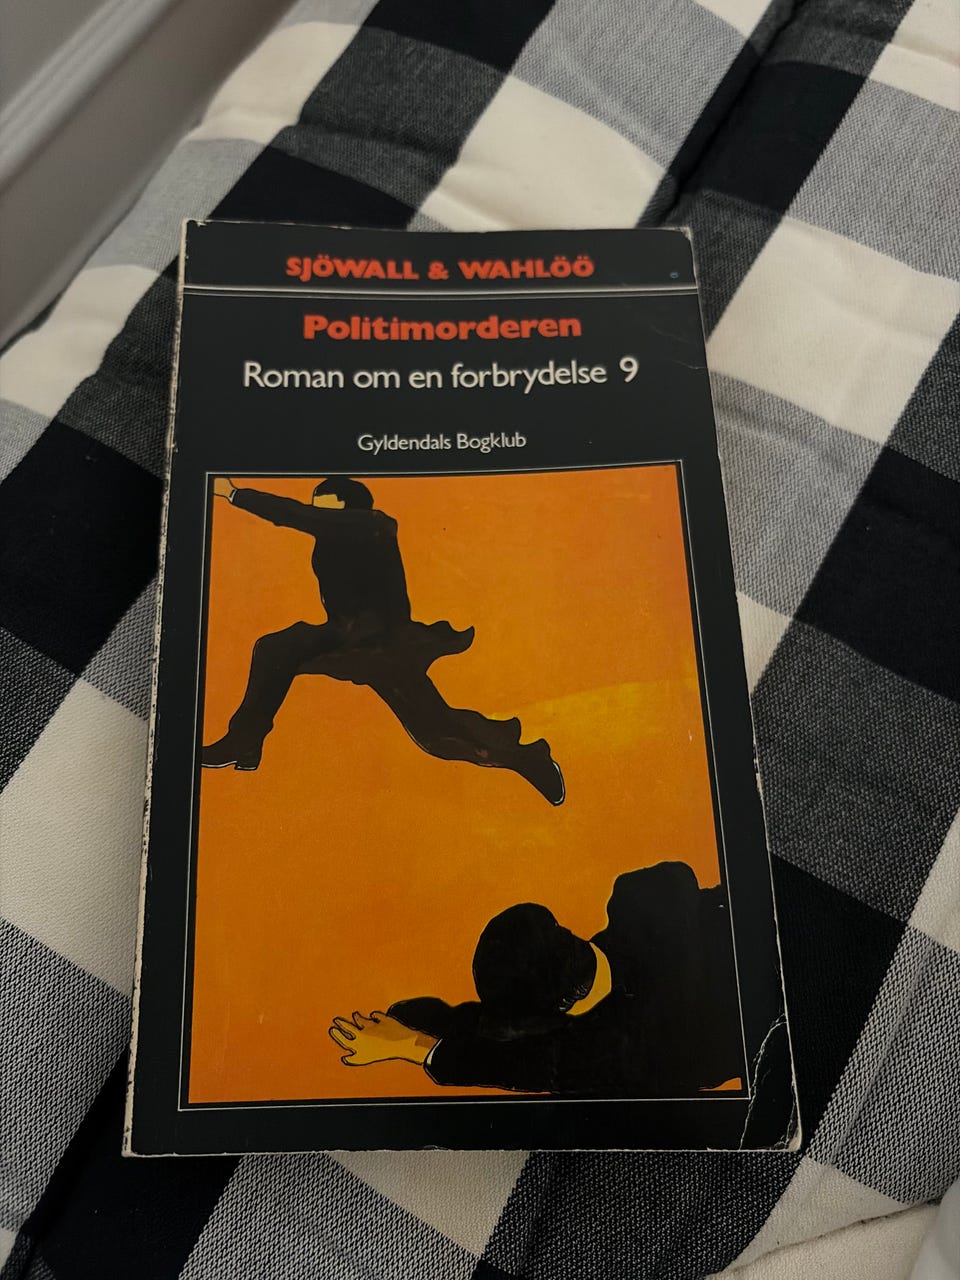 SJÖWALL & WAHLÖÖ
Politimorderen
Roman om en forbrydelse 9
Gyldendals Bogklub